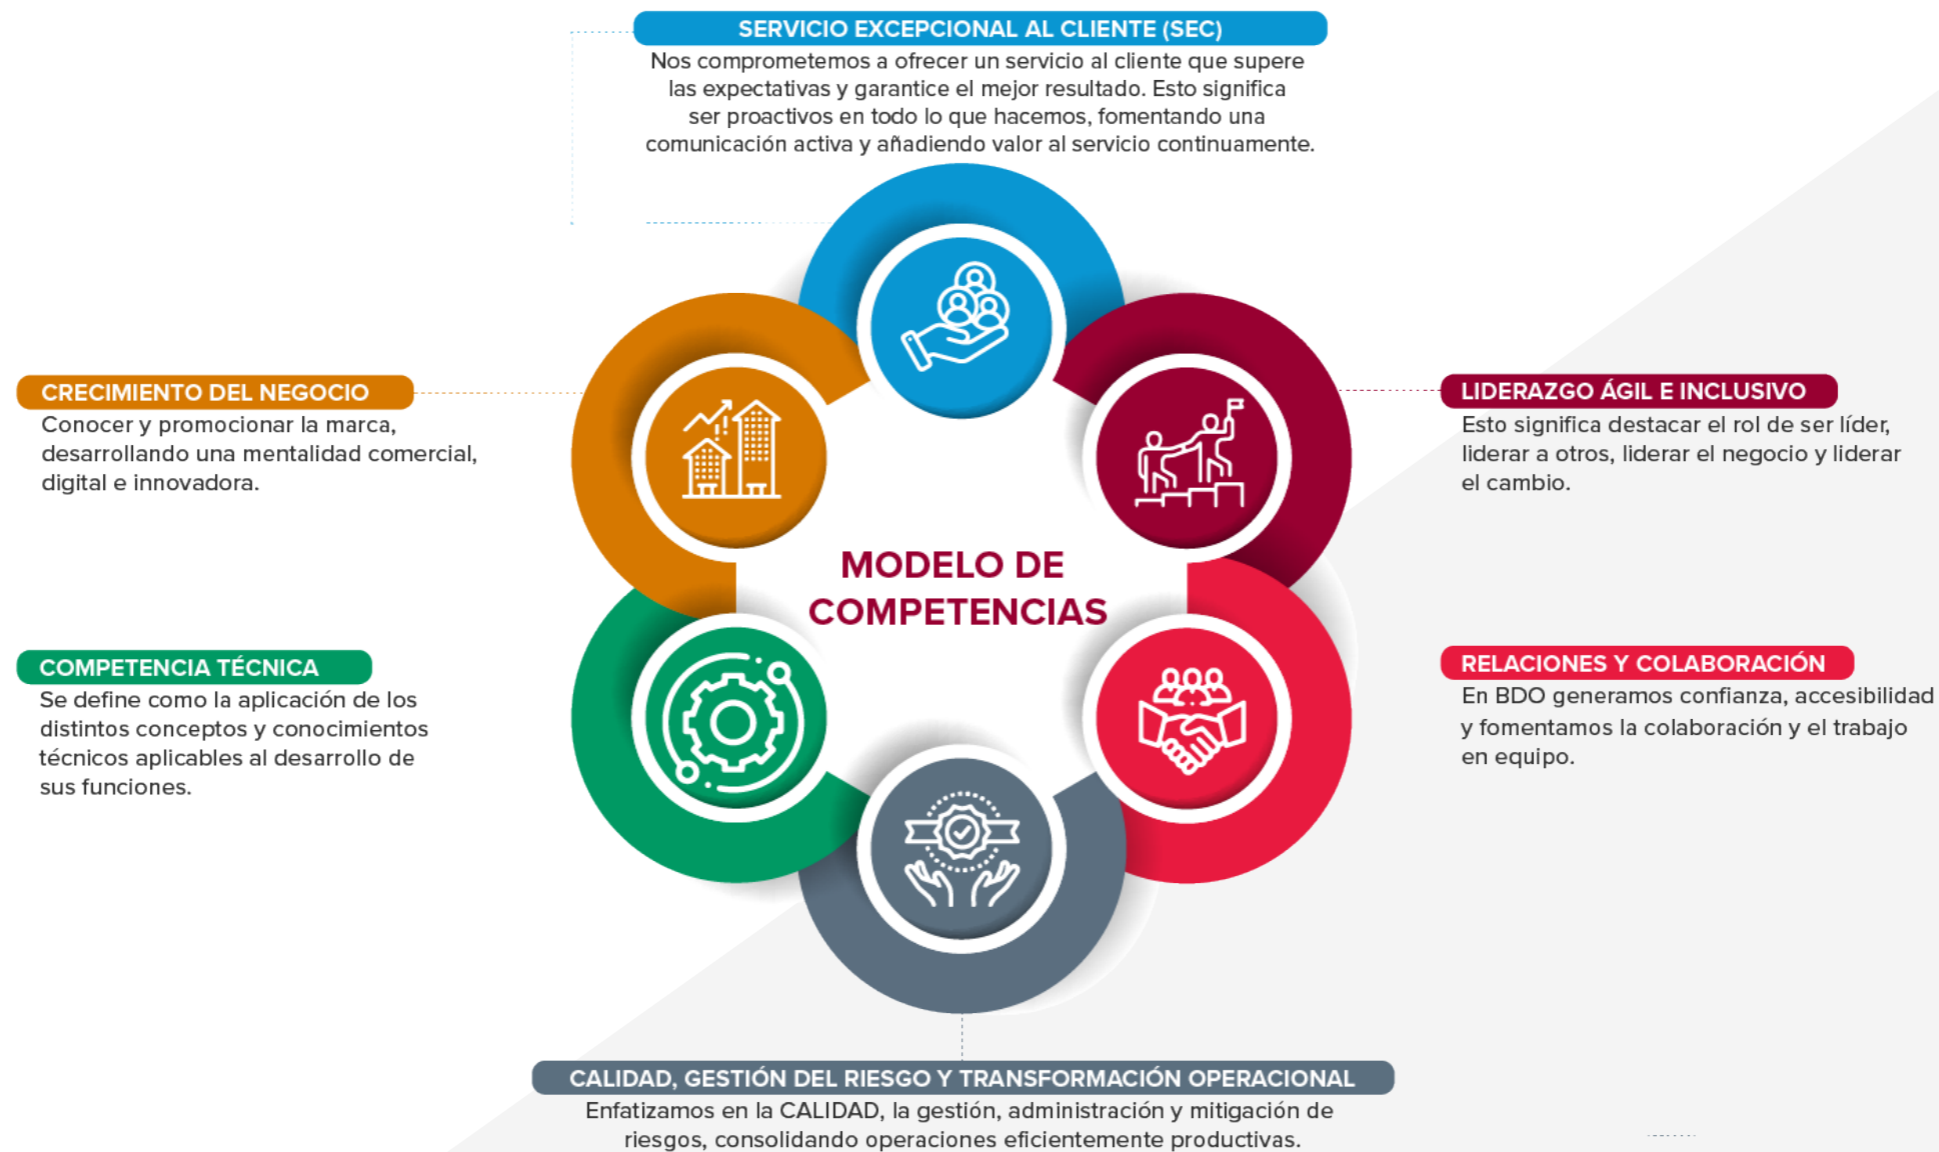 SERVICIO EXCEPCIONAL AL CLIENTE (SEC)
Nos comprometemos a ofrecer un servicio al cliente que supere
las expectativas y garantice el mejor resultado. Esto significa
ser proactivos en todo lo que hacemos, fomentando una
comunicación activa y añadiendo valor al servicio continuamente.
CRECIMIENTO DEL NEGOCIO
Conocer y promocionar la marca,
desarrollando una mentalidad comercial,
digital e innovadora.
LIDERAZGO ÁGIL E INCLUSIVO
Esto significa destacar el rol de ser líder,
liderar a otros, liderar el negocio y liderar
el cambio.
MODELO DE
COMPETENCIAS
COMPETENCIA TÉCNICA
Se define como la aplicación de los
distintos conceptos y conocimientos
técnicos aplicables al desarrollo de
sus funciones.
RELACIONES Y COLABORACIÓN
En BDO generamos confianza, accesibilidad
y fomentamos la colaboración y el trabajo
en equipo.
CALIDAD, GESTIÓN DEL RIESGO Y TRANSFORMACIÓN OPERACIONAL
Enfatizamos en la CALIDAD, la gestión, administración y mitigación de
riesgos, consolidando operaciones eficientemente productivas.